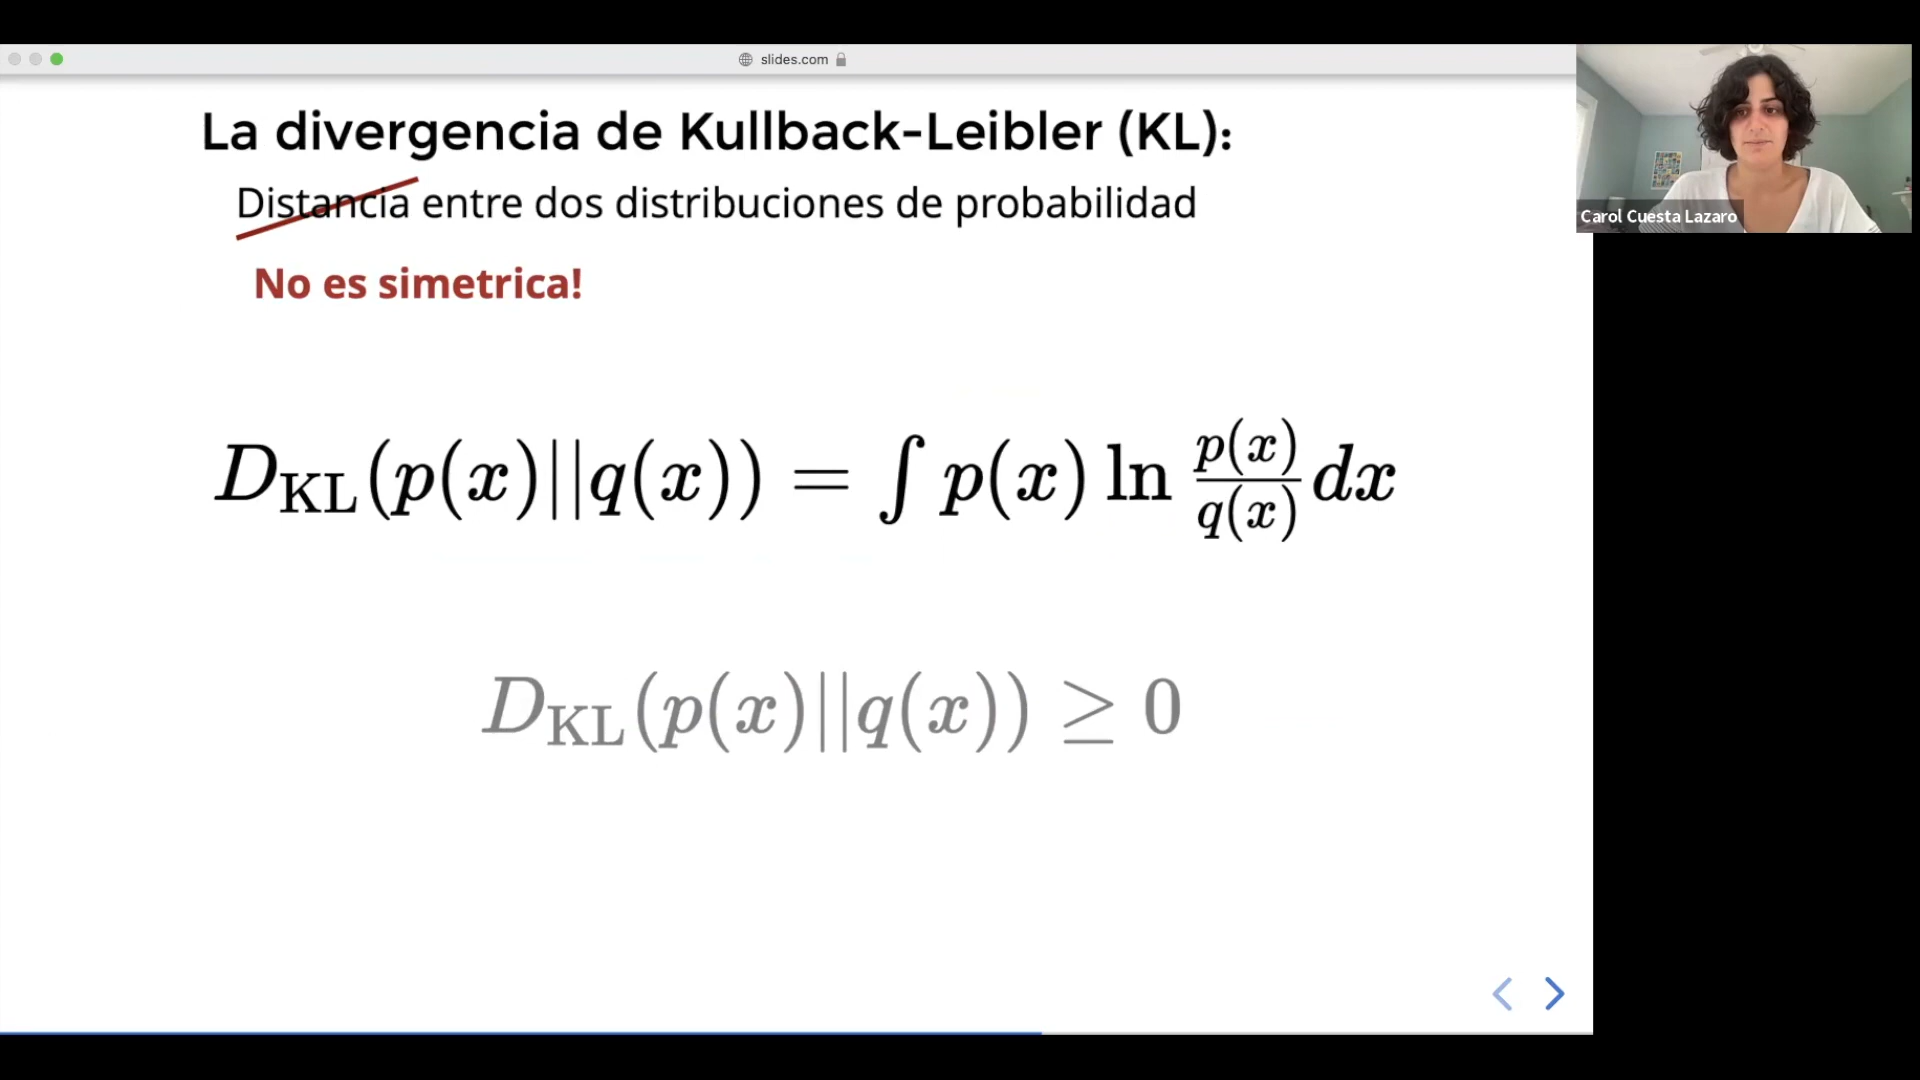 slides.com
La divergencia de Kullback-Leibler (KL):
Distancia entre dos distribuciones de probabilidad
No es simetrica!
D_KL(p(x)||q(x)) = ∫ p(x) ln p(x)/q(x) dx
D_KL(p(x)||q(x)) ≥ 0
Carol Cuesta Lazaro